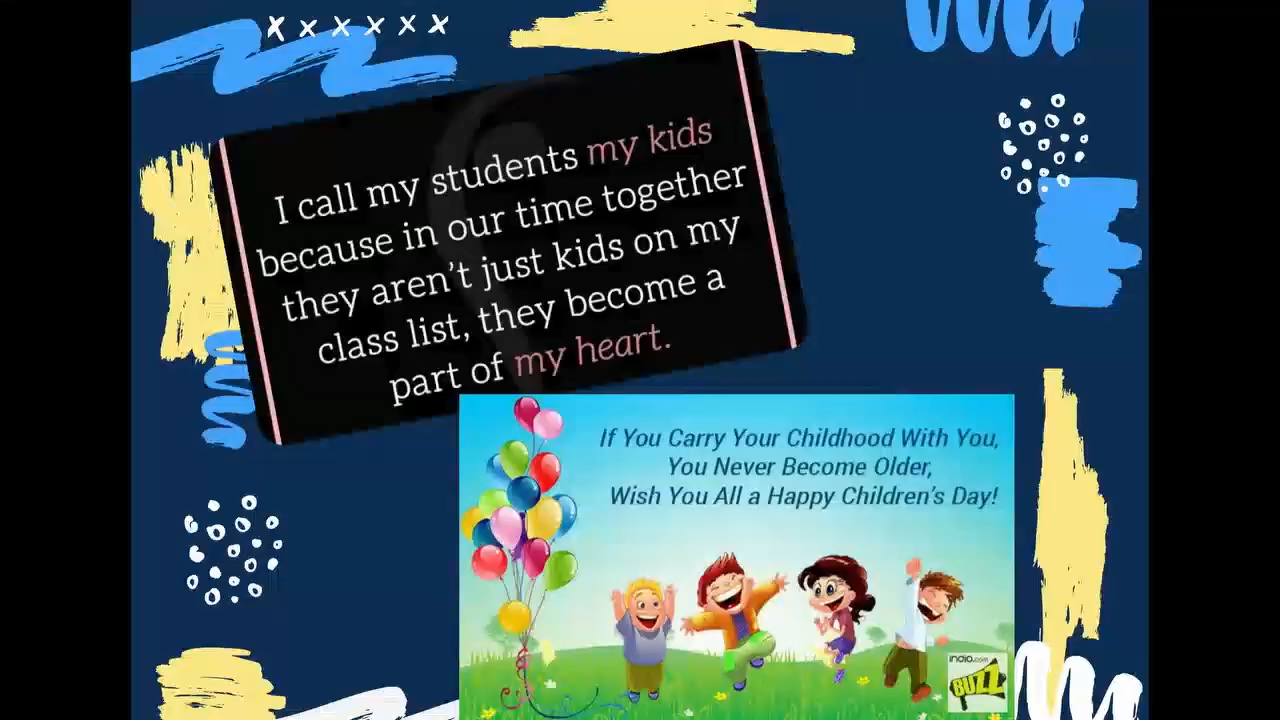 x x x x x x
I call my students my kids
because in our time together
they aren't just kids on my
class list, they become a
part of my heart.
If You Carry Your Childhood With You,
You Never Become Older,
Wish You All a Happy Children's Day!
india.com
BUZZ